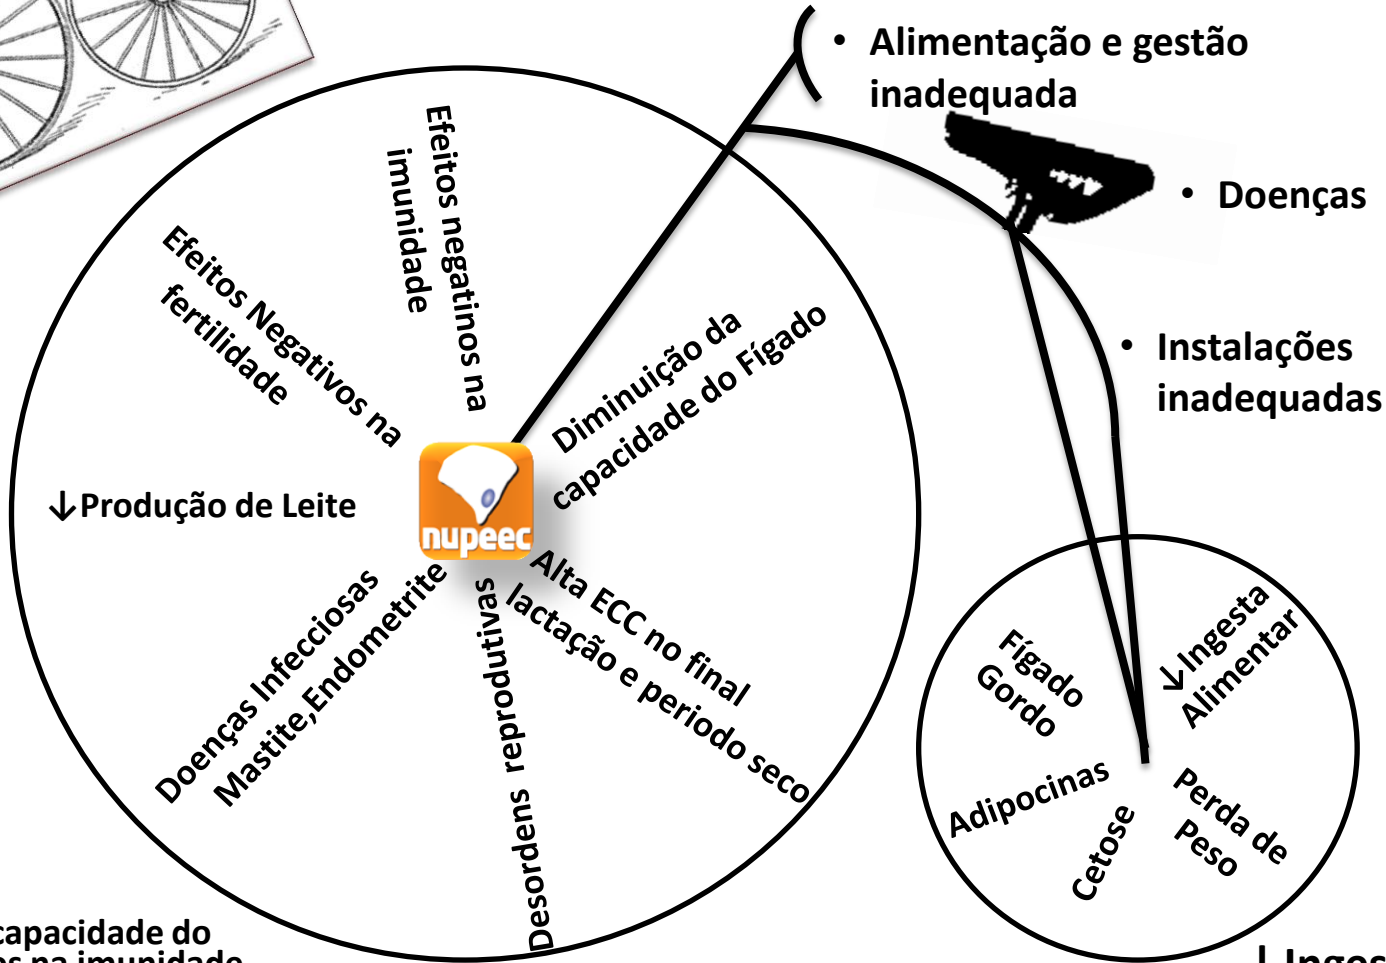 • Alimentação e gestão
inadequada
• Doenças
• Instalações
inadequadas
Efeitos negatinos na
imunidade
Efeitos Negativos na
fertilidade
Diminuição da
capacidade do Fígado
↓Produção de Leite
nupeec
Alta ECC no final
lactação e periodo seco
Doenças Infecciosas
Mastite,Endometrite
Desordens reprodutivas
Fígado
Gordo
↓Ingesta
Alimentar
Adipocinas
Cetose
Perda de
Peso
capacidade do
na imunidade